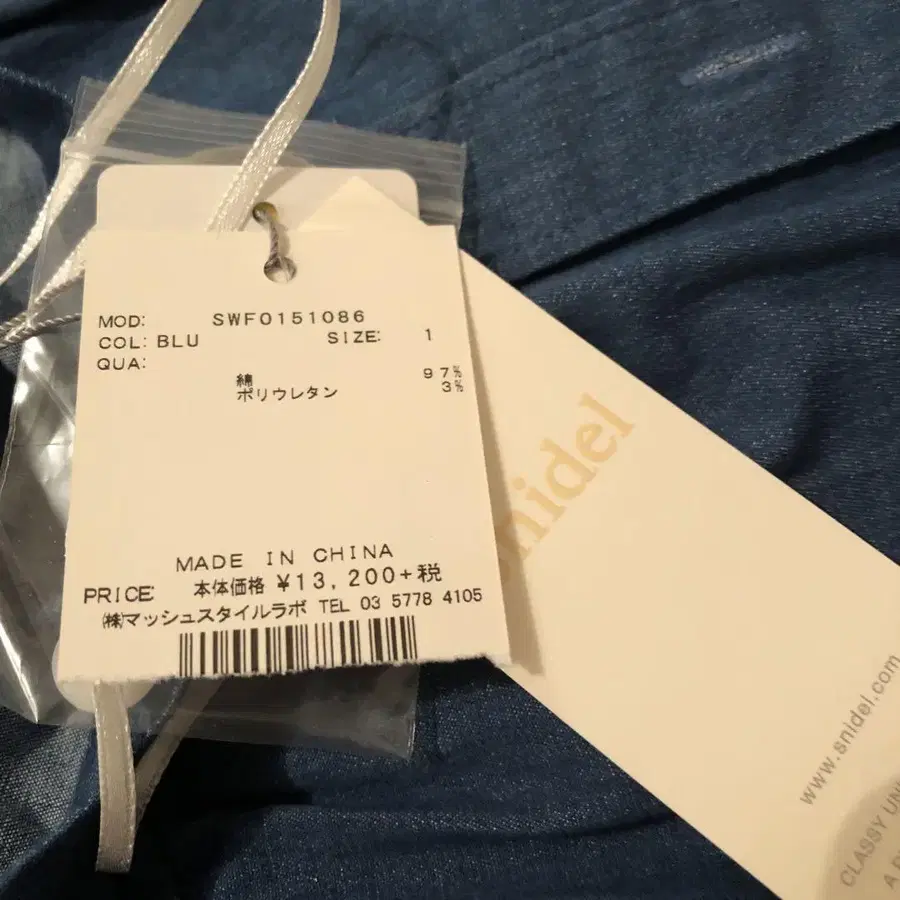 MOD: SWF0151086
COL: BLU SIZE: 1
QUA:
綿 97%
ポリウレタン 3%
MADE IN CHINA
PRICE: 本体価格 ¥13,200+税
㈱マッシュスタイルラボ TEL 03 5778 4105
snidel
www.snidel.com
CLASSY